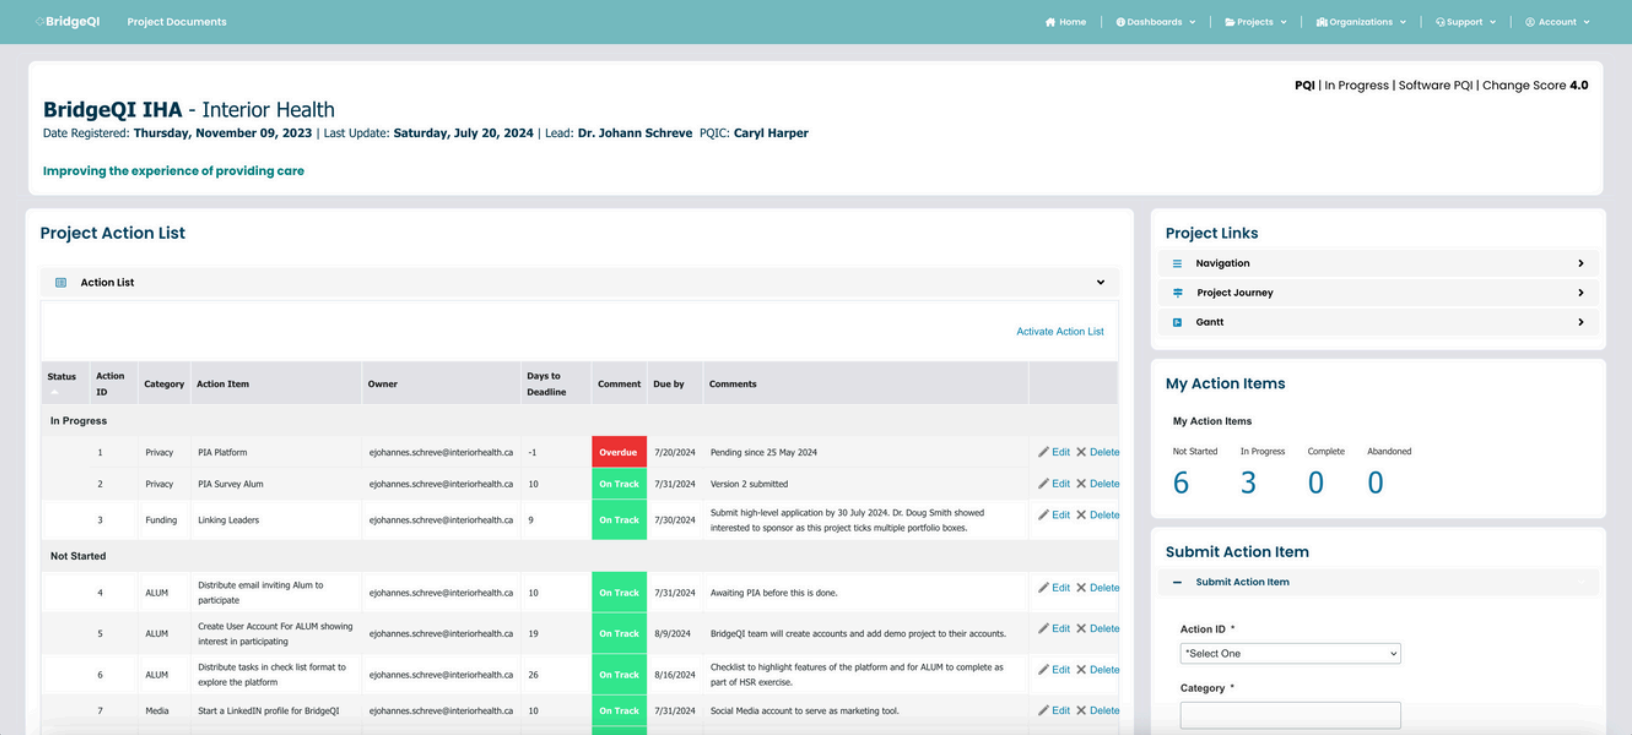 BridgeQI Project Documents Home | Dashboards | Projects | Organizations | Support | Account
PQI | In Progress | Software PQI | Change Score 4.0
BridgeQI IHA - Interior Health
Date Registered: Thursday, November 09, 2023 | Last Update: Saturday, July 20, 2024 | Lead: Dr. Johann Schreve PQIC: Caryl Harper
Improving the experience of providing care
Project Action List
Action List
Activate Action List
Status Action ID Category Action Item Owner Days to Deadline Comment Due by Comments
In Progress
1 Privacy PIA Platform ejohannes.schreve@interiorhealth.ca -1 Overdue 7/20/2024 Pending since 25 May 2024 Edit Delete
2 Privacy PIA Survey Alum ejohannes.schreve@interiorhealth.ca 10 On Track 7/31/2024 Version 2 submitted Edit Delete
3 Funding Linking Leaders ejohannes.schreve@interiorhealth.ca 9 On Track 7/30/2024 Submit high-level application by 30 July 2024. Dr. Doug Smith showed
interested to sponsor as this project ticks multiple portfolio boxes. Edit Delete
Not Started
4 ALUM Distribute email inviting Alum to
participate ejohannes.schreve@interiorhealth.ca 10 On Track 7/31/2024 Awaiting PIA before this is done. Edit Delete
5 ALUM Create User Account For ALUM showing
interest in participating ejohannes.schreve@interiorhealth.ca 19 On Track 8/9/2024 BridgeQI team will create accounts and add demo project to their accounts. Edit Delete
6 ALUM Distribute tasks in check list format to
explore the platform ejohannes.schreve@interiorhealth.ca 26 On Track 8/16/2024 Checklist to highlight features of the platform and for ALUM to complete as
part of HSR exercise. Edit Delete
7 Media Start a LinkedIN profile for BridgeQI ejohannes.schreve@interiorhealth.ca 10 On Track 7/31/2024 Social Media account to serve as marketing tool. Edit Delete
Project Links
Navigation
Project Journey
Gantt
My Action Items
My Action Items
Not Started In Progress Complete Abandoned
6 3 0 0
Submit Action Item
Submit Action Item
Action ID *
*Select One
Category *